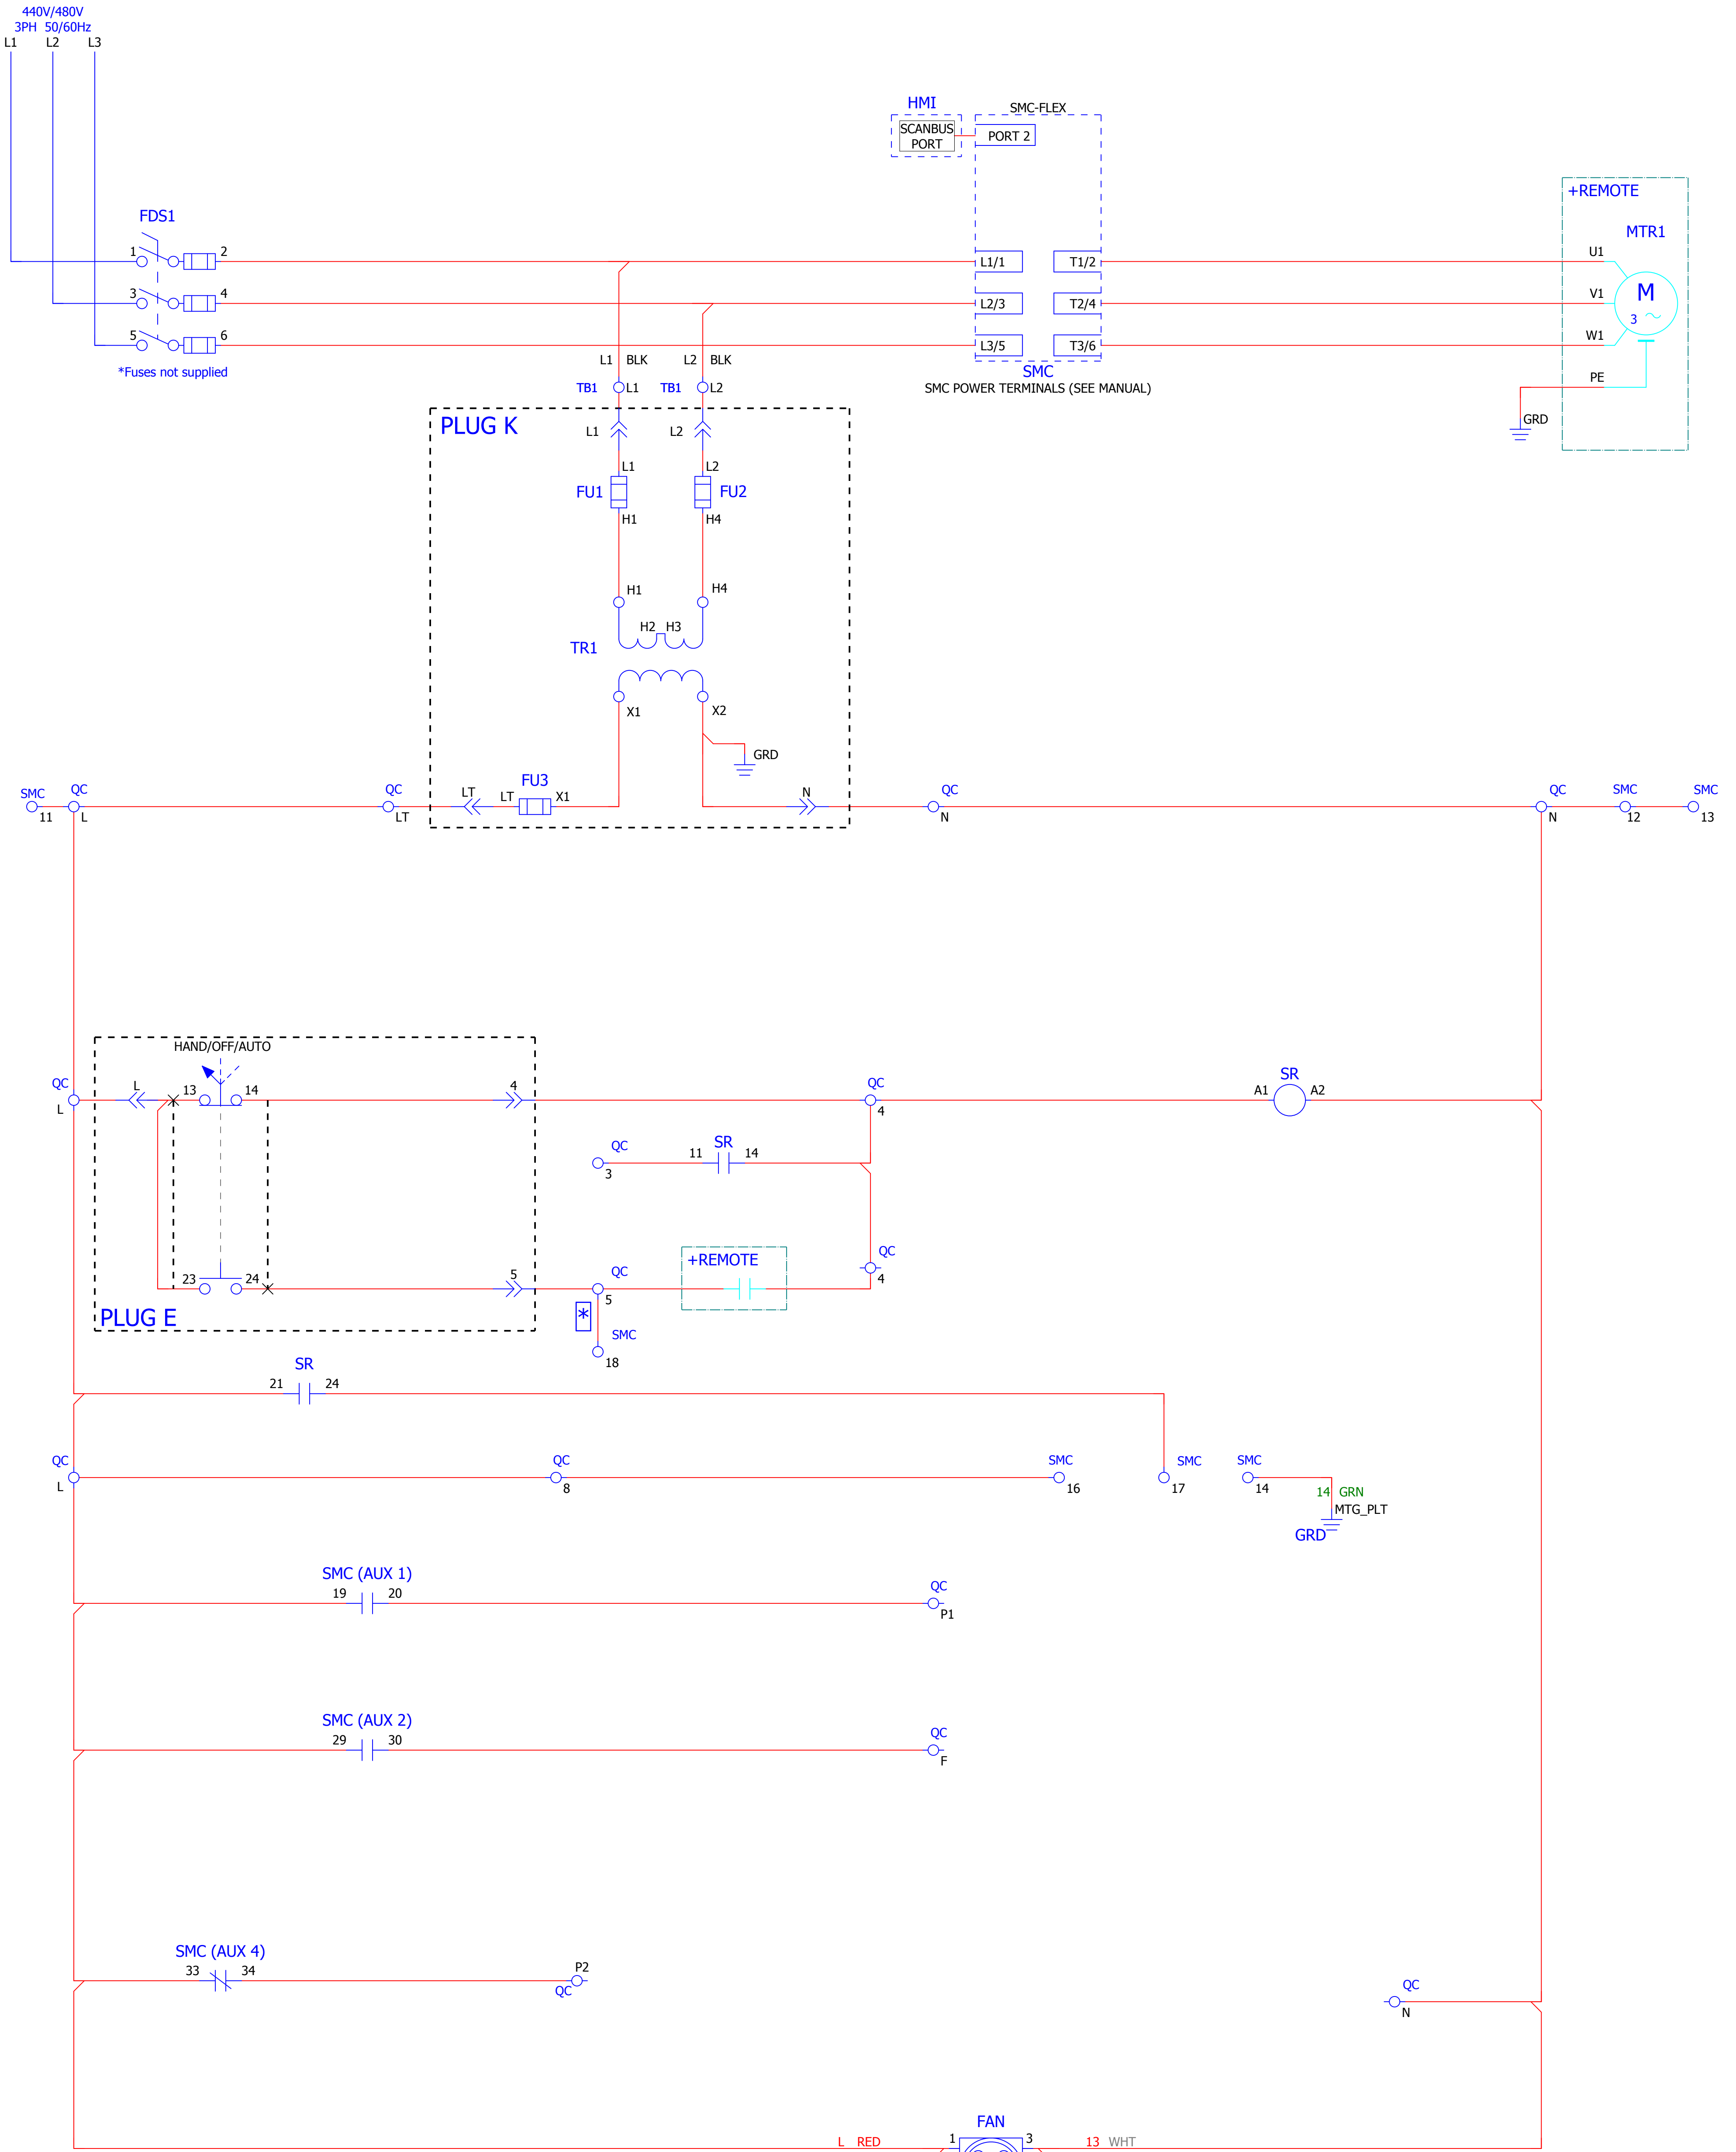 440V/480V
3PH 50/60Hz
L1 L2 L3
HMI
SMC-FLEX
SCANBUS
PORT
PORT 2
+REMOTE
FDS1
MTR1
1 2
L1/1 T1/2
U1
3 4
L2/3 T2/4
V1
M
3
5 6
L3/5 T3/6
W1
*Fuses not supplied
L1 BLK L2 BLK
SMC
SMC POWER TERMINALS (SEE MANUAL)
PE
TB1 L1 TB1 L2
GRD
PLUG K
L1 L2
L1 L2
FU1 FU2
H1 H4
H1 H4
H2 H3
TR1
X1 X2
GRD
SMC QC QC
FU3
LT LT X1 N
QC QC SMC SMC
11 L LT N N 12 13
HAND/OFF/AUTO
QC L 13 14 4 QC
SR
A1 A2
L 4
QC SR
11 14
3
+REMOTE
QC
4
23 24 5 QC
5
PLUG E
*
SMC
18
SR
21 24
QC QC SMC SMC SMC
L 8 16 17 14
14 GRN
MTG_PLT
GRD
SMC (AUX 1)
19 20 QC
P1
SMC (AUX 2)
29 30 QC
F
SMC (AUX 4)
33 34 P2
QC
QC
N
FAN
L RED 1 3 13 WHT